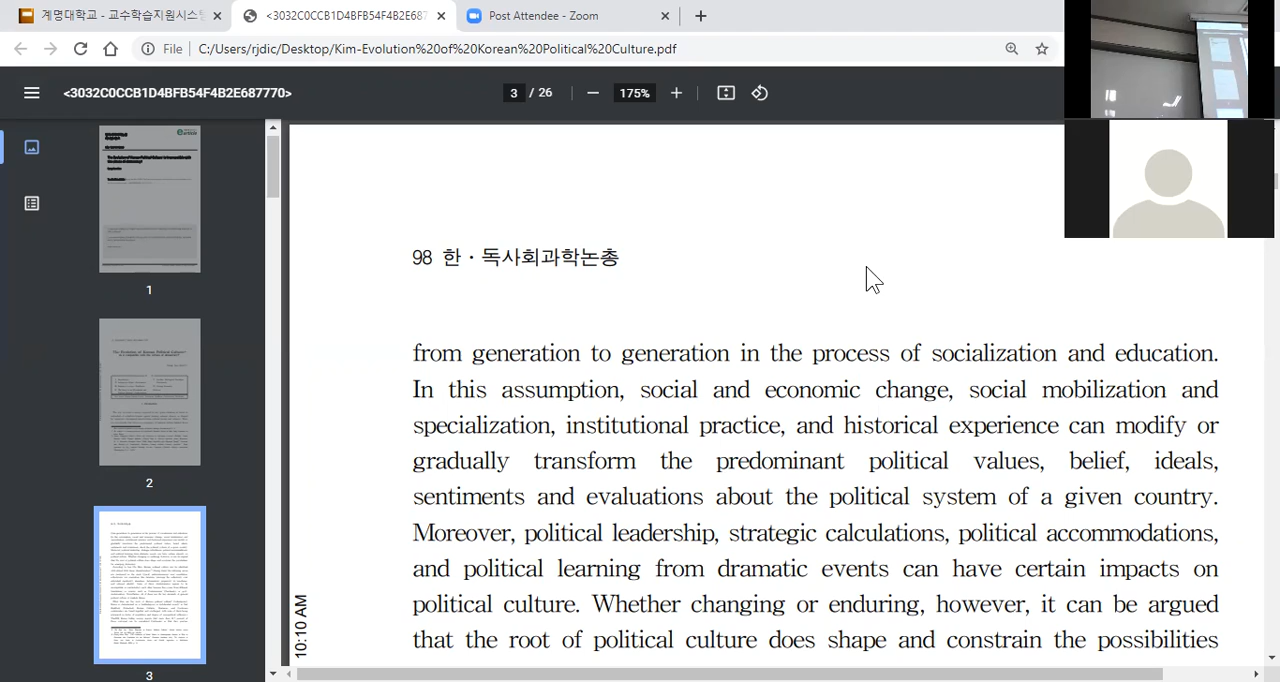 계명대학교 - 교수학습지원시스템
<3032C0CCB1D4BFB54F4B2E687770>
Post Attendee - Zoom
File
C:/Users/rjdic/Desktop/Kim-Evolution%20of%20Korean%20Political%20Culture.pdf
<3032C0CCB1D4BFB54F4B2E687770>
3 / 26
175%
98 한・독사회과학논총
from generation to generation in the process of socialization and education.
In this assumption, social and economic change, social mobilization and
specialization, institutional practice, and historical experience can modify or
gradually transform the predominant political values, belief, ideals,
sentiments and evaluations about the political system of a given country.
Moreover, political leadership, strategic calculations, political accommodations,
and political learning from dramatic events can have certain impacts on
political culture. Whether changing or enduring, however, it can be argued
that the root of political culture does shape and constrain the possibilities
10:10 AM
1
2
3